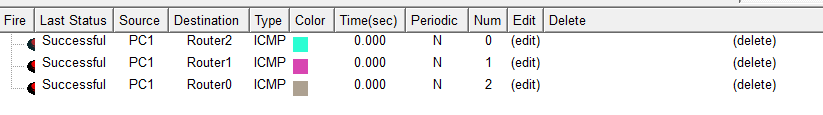 Fire Last Status Source Destination Type Color Time(sec) Periodic Num Edit Delete
Successful PC1 Router2 ICMP 0.000 N 0 (edit) (delete)
Successful PC1 Router1 ICMP 0.000 N 1 (edit) (delete)
Successful PC1 Router0 ICMP 0.000 N 2 (edit) (delete)